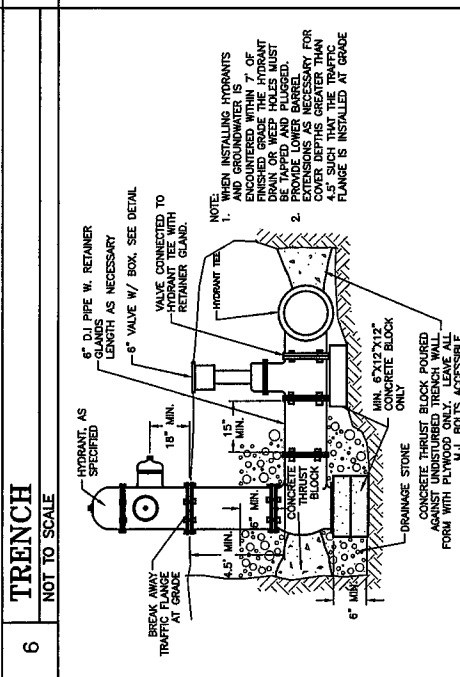 6
TRENCH
NOT TO SCALE
HYDRANT, AS
SPECIFIED
6" D.I PIPE W. RETAINER
GLANDS
LENGTH AS NECESSARY
6" VALVE W/ BOX, SEE DETAIL
VALVE CONNECTED TO
HYDRANT TEE WITH
RETAINER GLAND.
HYDRANT TEE
NOTE:
1. WHEN INSTALLING HYDRANTS
AND GROUNDWATER IS
ENCOUNTERED WITHIN 7' OF
FINISHED GRADE THE HYDRANT
DRAIN OR WEEP HOLES MUST
BE TAPPED AND PLUGGED.
2. PROVIDE LOWER BARREL
EXTENSIONS AS NECESSARY FOR
COVER DEPTHS GREATER THAN
4.5' SUCH THAT THE TRAFFIC
FLANGE IS INSTALLED AT GRADE
18" MIN.
15"
MIN.
6" MIN.
4.5' MIN.
BREAK AWAY
TRAFFIC FLANGE
AT GRADE
CONCRETE
THRUST
BLOCK
6" MIN.
MIN. 6"X12"X12"
CONCRETE BLOCK
ONLY
DRAINAGE STONE
CONCRETE THRUST BLOCK POURED
AGAINST UNDISTURBED TRENCH WALL.
FORM WITH PLYWOOD ONLY, LEAVE ALL
M.J. BOLTS ACCESSIBLE